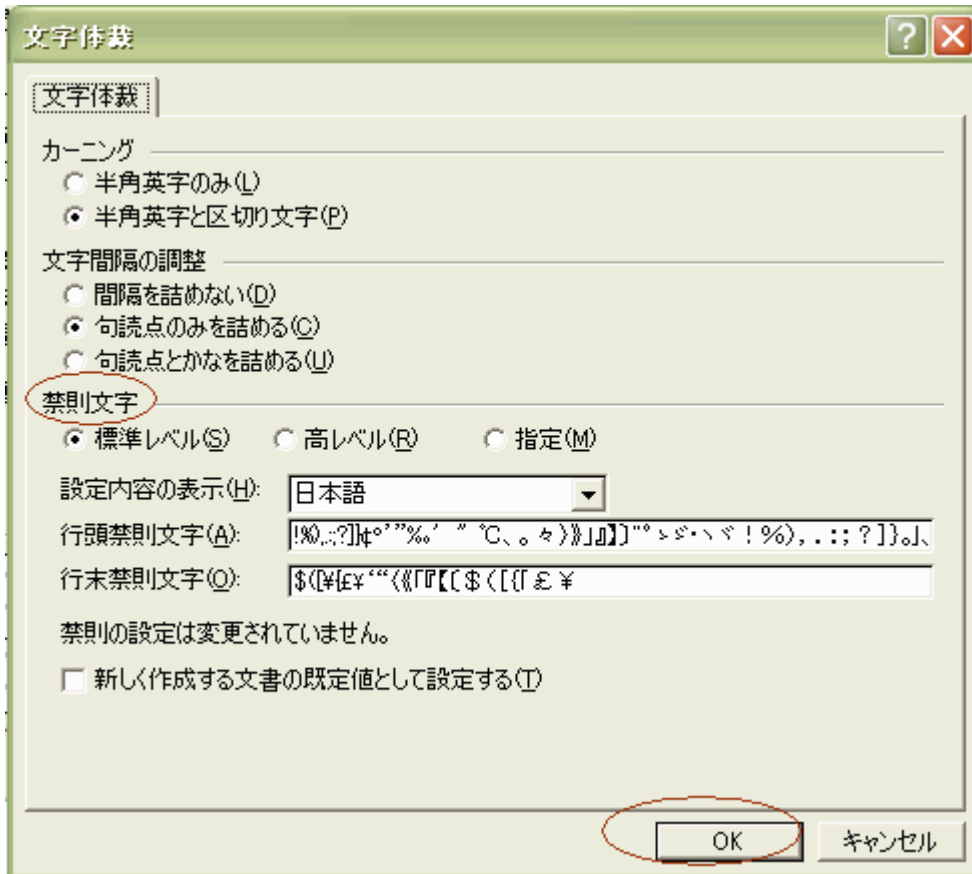 文字体裁
文字体裁
カーニング
半角英字のみ(L)
半角英字と区切り文字(P)
文字間隔の調整
間隔を詰めない(D)
句読点のみを詰める(C)
句読点とかなを詰める(U)
禁則文字
標準レベル(S) 高レベル(R) 指定(M)
設定内容の表示(H): 日本語
行頭禁則文字(A): !%),.:;?]}¢°’”‰′″℃、。々〉》」』】〕゛゜ゝゞ・ヽヾ！％），．：；？］｝｡｣､
行末禁則文字(O): $([\{£¥‘“〈《「『【〔＄（［｛｢￡￥
禁則の設定は変更されていません。
新しく作成する文書の既定値として設定する(T)
OK キャンセル